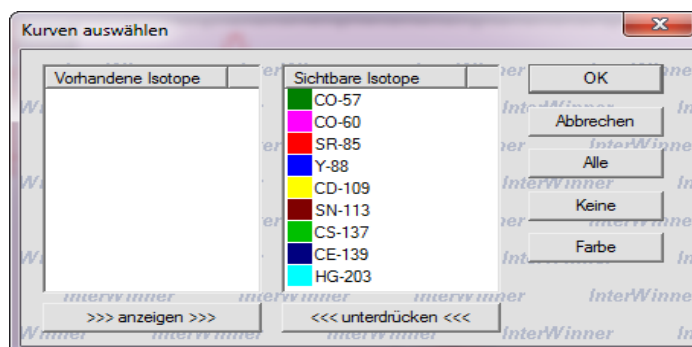 Kurven auswählen
Vorhandene Isotope
Sichtbare Isotope
CO-57
CO-60
SR-85
Y-88
CD-109
SN-113
CS-137
CE-139
HG-203
>>> anzeigen >>>
<<< unterdrücken <<<
OK
Abbrechen
Alle
Keine
Farbe
InterWinner